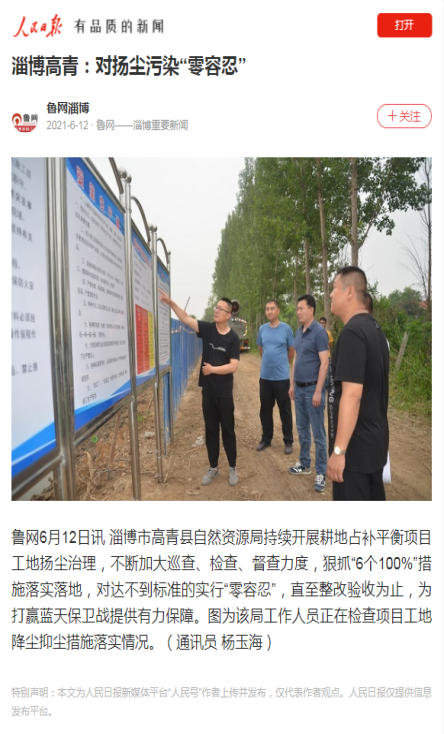 人民日报 有品质的新闻
打开
淄博高青：对扬尘污染“零容忍”
鲁网
鲁网淄博
2021-6-12 · 鲁网——淄博重要新闻
＋关注
鲁网6月12日讯 淄博市高青县自然资源局持续开展耕地占补平衡项目
工地扬尘治理，不断加大巡查、检查、督查力度，狠抓“6个100%”措
施落实落地，对达不到标准的实行“零容忍”，直至整改验收为止，为
打赢蓝天保卫战提供有力保障。图为该局工作人员正在检查项目工地
降尘抑尘措施落实情况。（通讯员 杨玉海）
特别声明：本文为人民日报新媒体平台“人民号”作者上传并发布，仅代表作者观点。人民日报仅提供信息
发布平台。